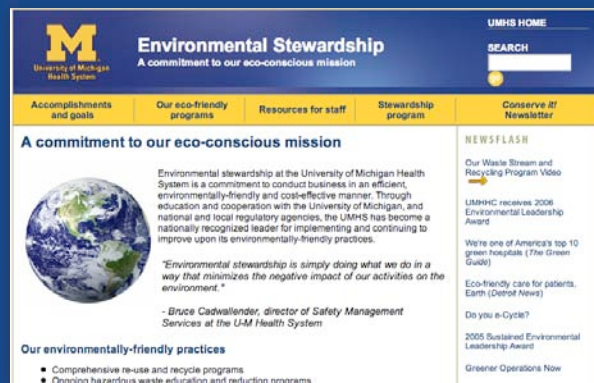 M
University of Michigan
Health System
Environmental Stewardship
A commitment to our eco-conscious mission
UMHS HOME
SEARCH
Accomplishments
and goals
Our eco-friendly
programs
Resources for staff
Stewardship
program
Conserve it!
Newsletter
A commitment to our eco-conscious mission
Environmental stewardship at the University of Michigan Health
System is a commitment to conduct business in an efficient,
environmentally-friendly and cost-effective manner. Through
education and cooperation with the University of Michigan, and
national and local regulatory agencies, the UMHS has become a
nationally recognized leader for implementing and continuing to
improve upon its environmentally-friendly practices.
"Environmental stewardship is simply doing what we do in a
way that minimizes the negative impact of our activities on the
environment."
- Bruce Cadwallender, director of Safety Management
Services at the U-M Health System
Our environmentally-friendly practices
• Comprehensive re-use and recycle programs
• Ongoing hazardous waste education and reduction programs
NEWSFLASH
Our Waste Stream and
Recycling Program Video
UMHHC receives 2006
Environmental Leadership
Award
We're one of America's top 10
green hospitals (The Green
Guide)
Eco-friendly care for patients,
Earth (Detroit News)
Do you e-Cycle?
2005 Sustained Environmental
Leadership Award
Greener Operations Now